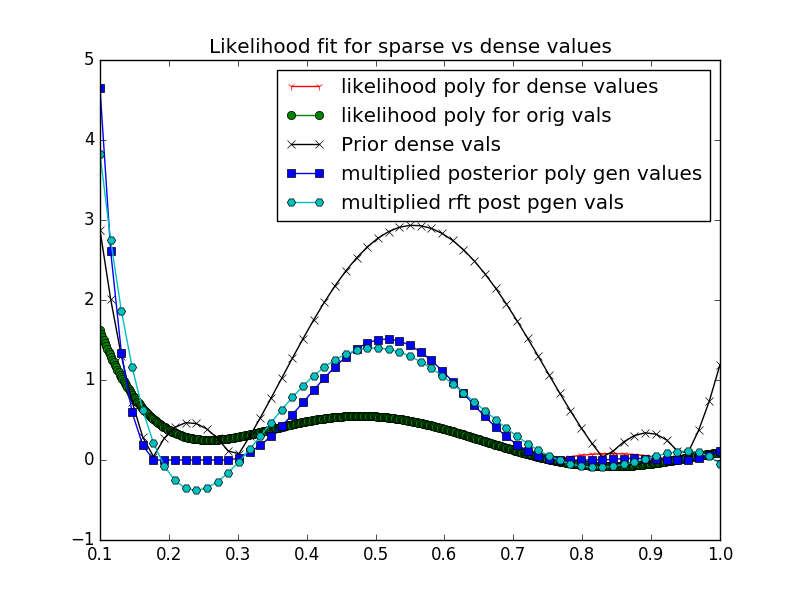 Likelihood fit for sparse vs dense values
likelihood poly for dense values
likelihood poly for orig vals
Prior dense vals
multiplied posterior poly gen values
multiplied rft post pgen vals
5
4
3
2
1
0
−1
0.1 0.2 0.3 0.4 0.5 0.6 0.7 0.8 0.9 1.0